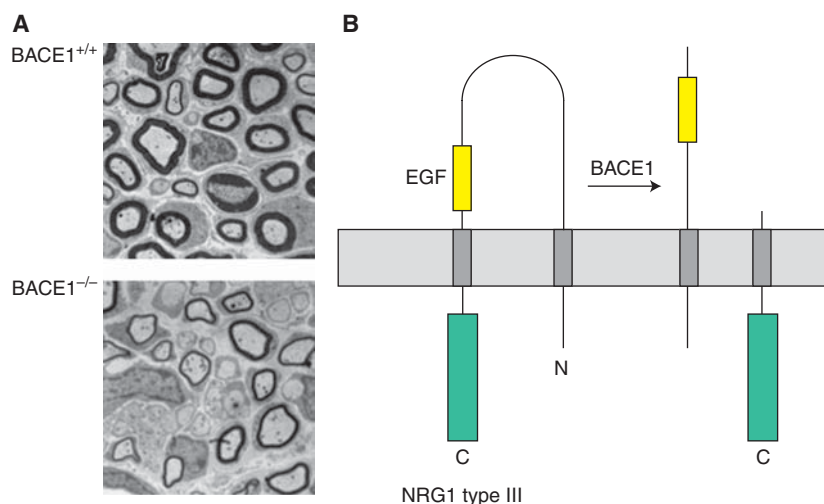 A
BACE1+/+
BACE1–/–
B
EGF
BACE1
N
C
C
NRG1 type III